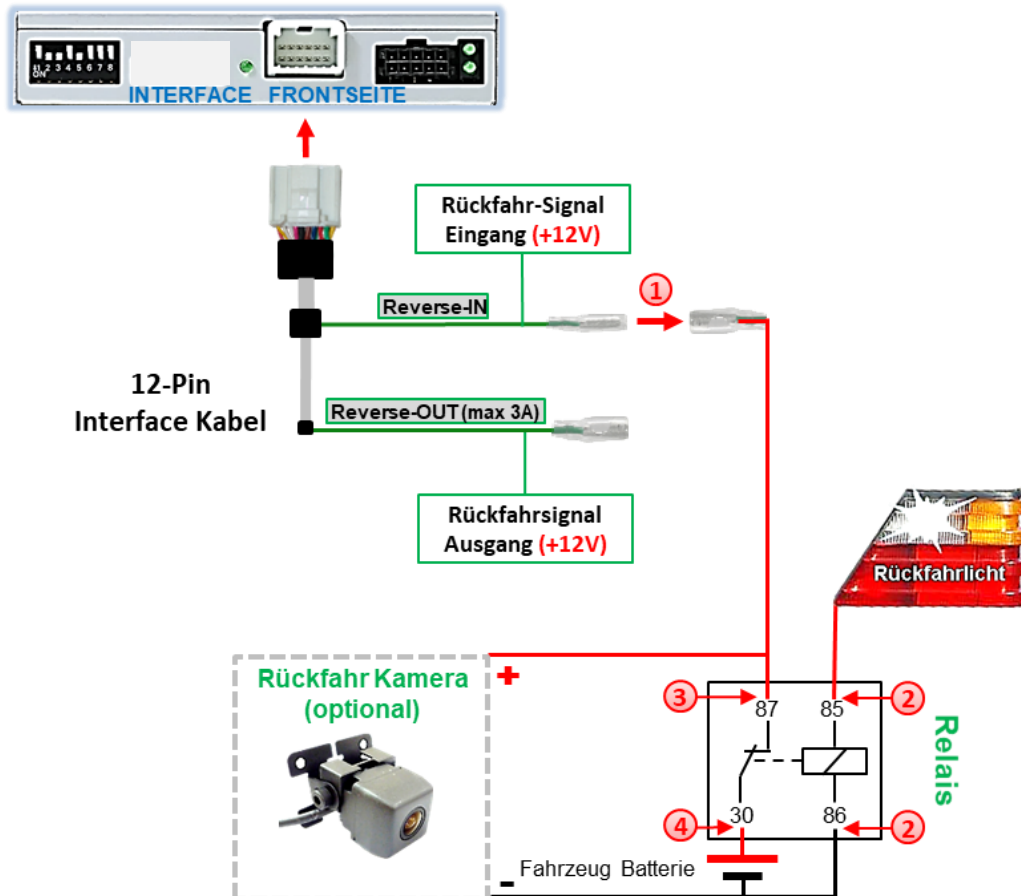 1 2 3 4 5 6 7 8
ON
INTERFACE FRONTSEITE
Rückfahr-Signal
Eingang (+12V)
Reverse-IN
1
12-Pin
Interface Kabel
Reverse-OUT (max 3A)
Rückfahrsignal
Ausgang (+12V)
Rückfahrlicht
Rückfahr Kamera
(optional)
+
3
87
85
2
Relais
4
30
86
2
-
Fahrzeug Batterie